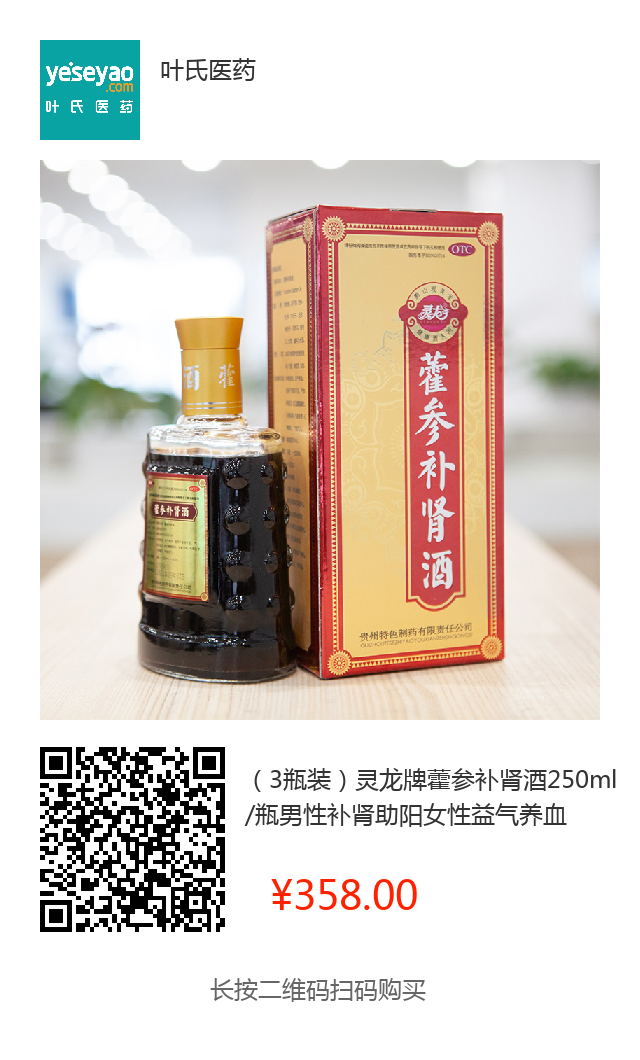 yeseyao
.com
叶氏医药
叶氏医药
OTC
灵龙
藿参补肾酒
贵州特色制药有限责任公司
酒 藿
OTC
藿参补肾酒
（3瓶装）灵龙牌藿参补肾酒250ml
/瓶男性补肾助阳女性益气养血
¥358.00
长按二维码扫码购买